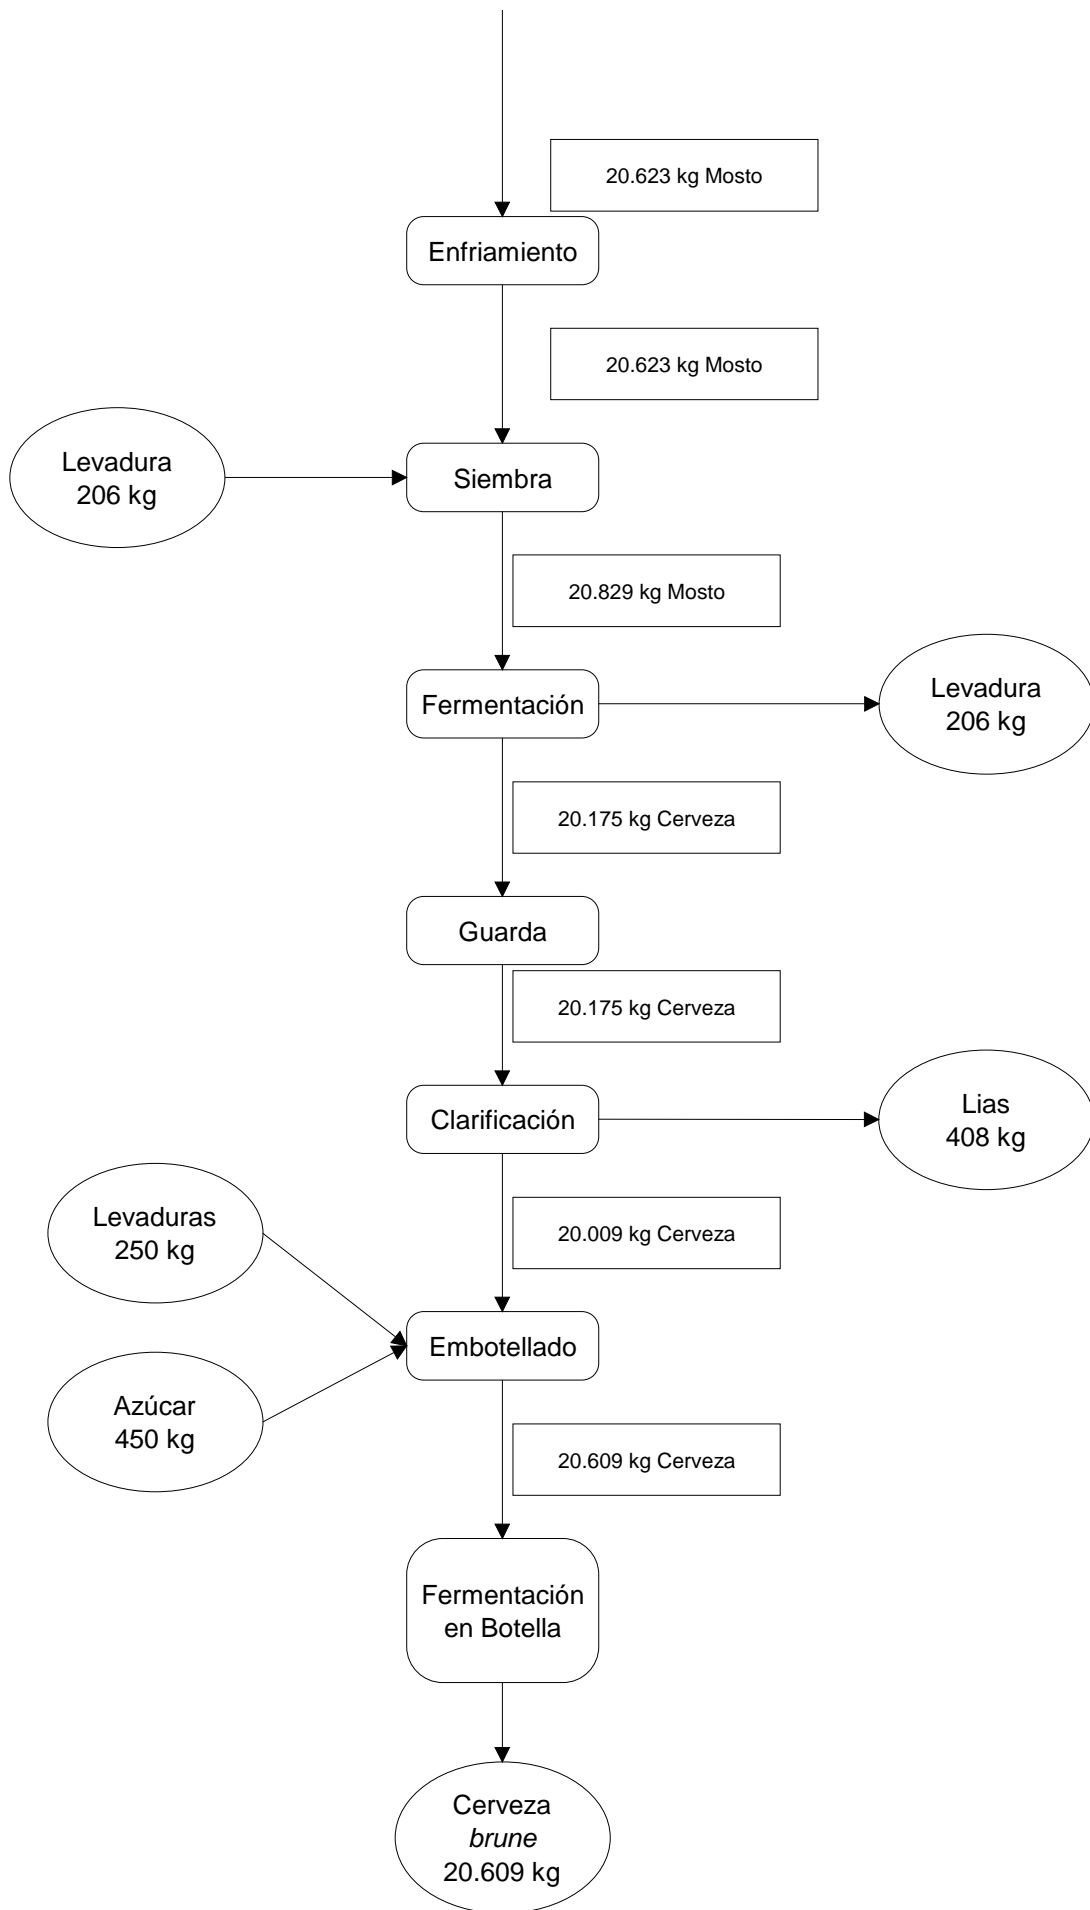 20.623 kg Mosto
Enfriamiento
20.623 kg Mosto
Levadura
206 kg
Siembra
20.829 kg Mosto
Fermentación
Levadura
206 kg
20.175 kg Cerveza
Guarda
20.175 kg Cerveza
Clarificación
Lias
408 kg
Levaduras
250 kg
20.009 kg Cerveza
Embotellado
Azúcar
450 kg
20.609 kg Cerveza
Fermentación
en Botella
Cerveza
brune
20.609 kg